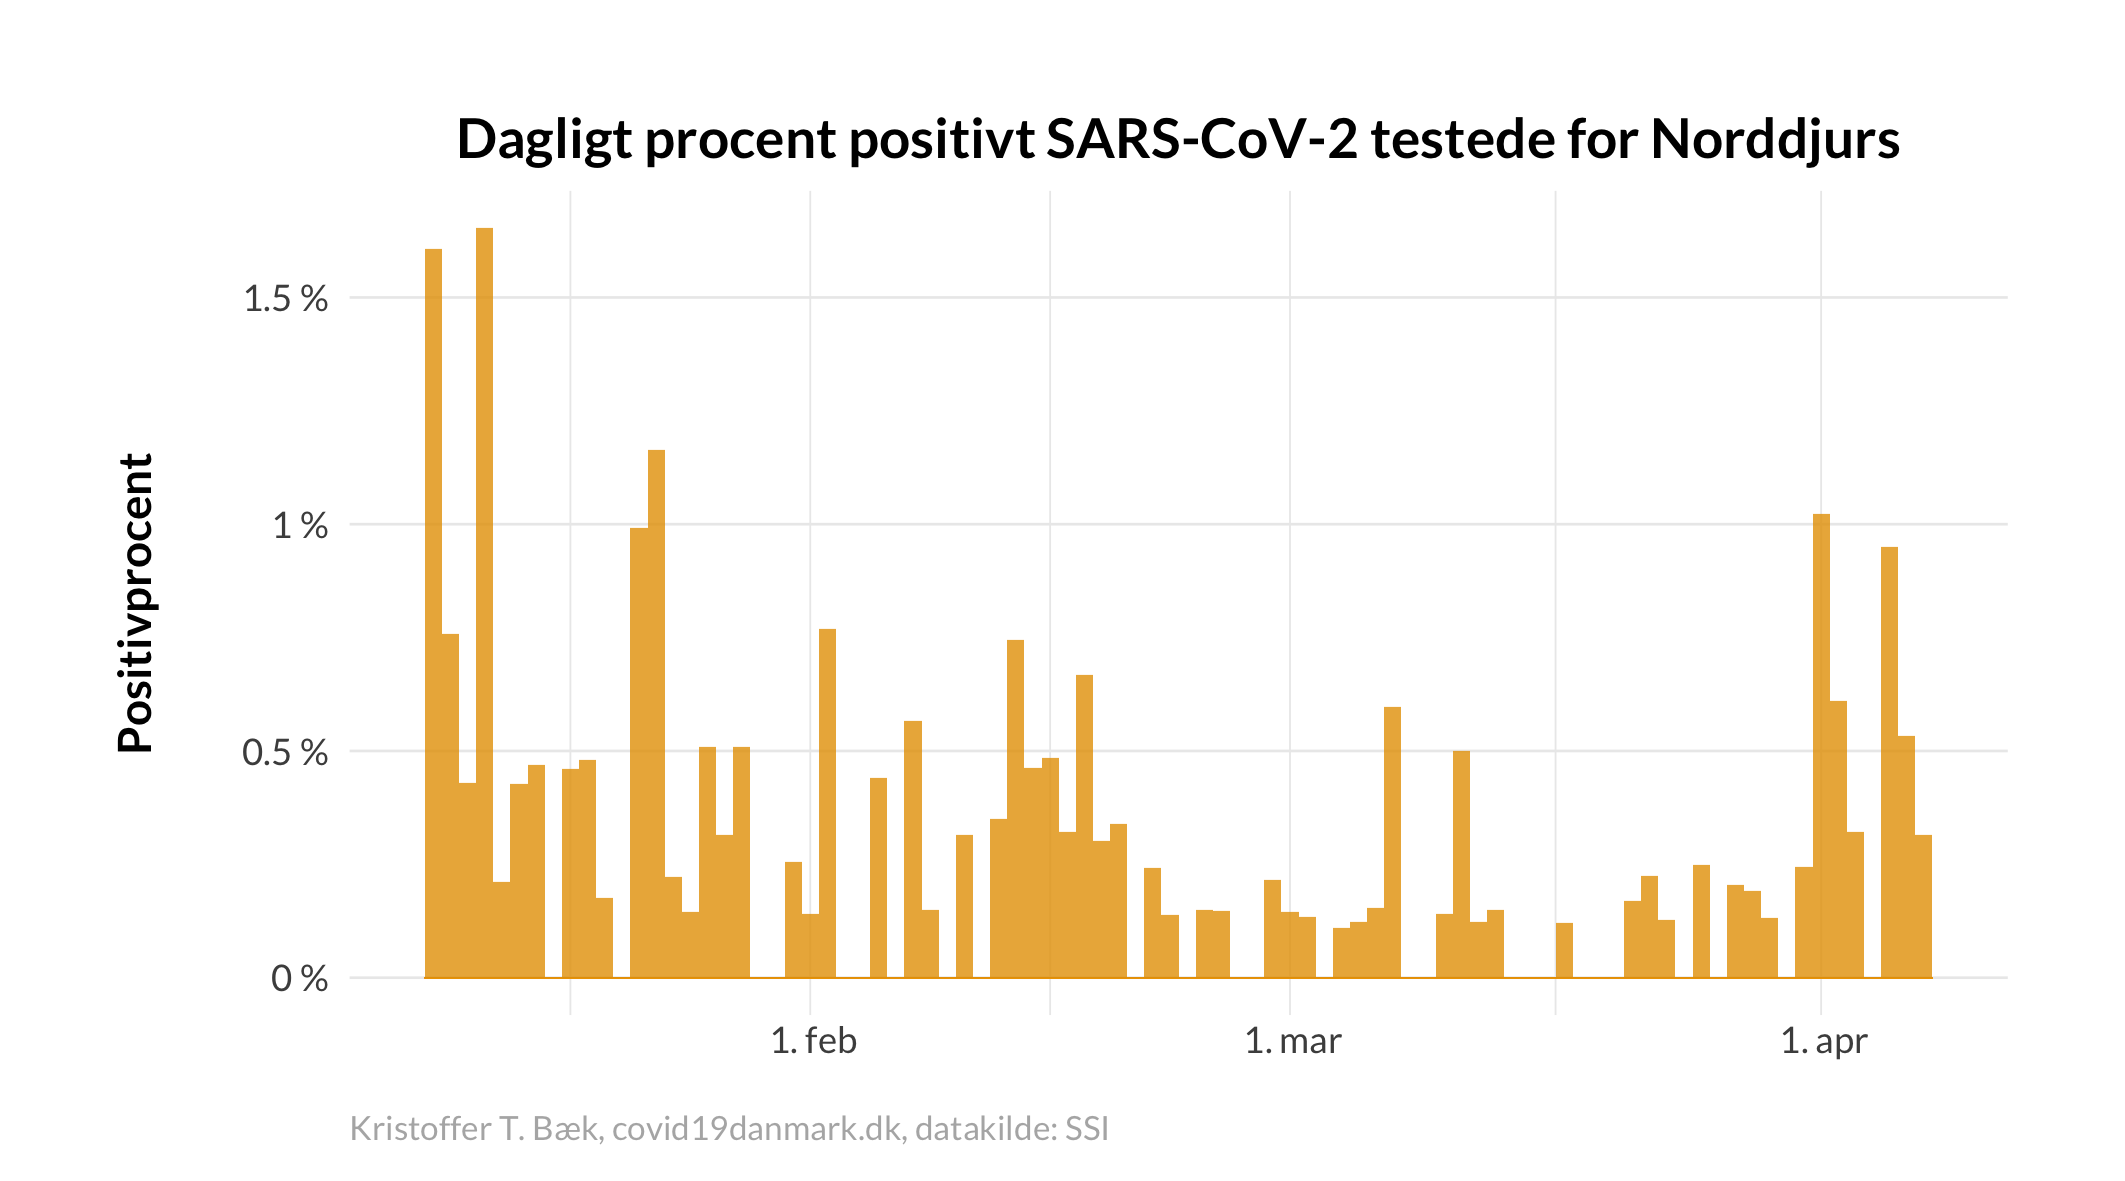 Dagligt procent positivt SARS-CoV-2 testede for Norddjurs
Positivprocent
1.5 %
1 %
0.5 %
0 %
1. feb
1. mar
1. apr
Kristoffer T. Bæk, covid19danmark.dk, datakilde: SSI